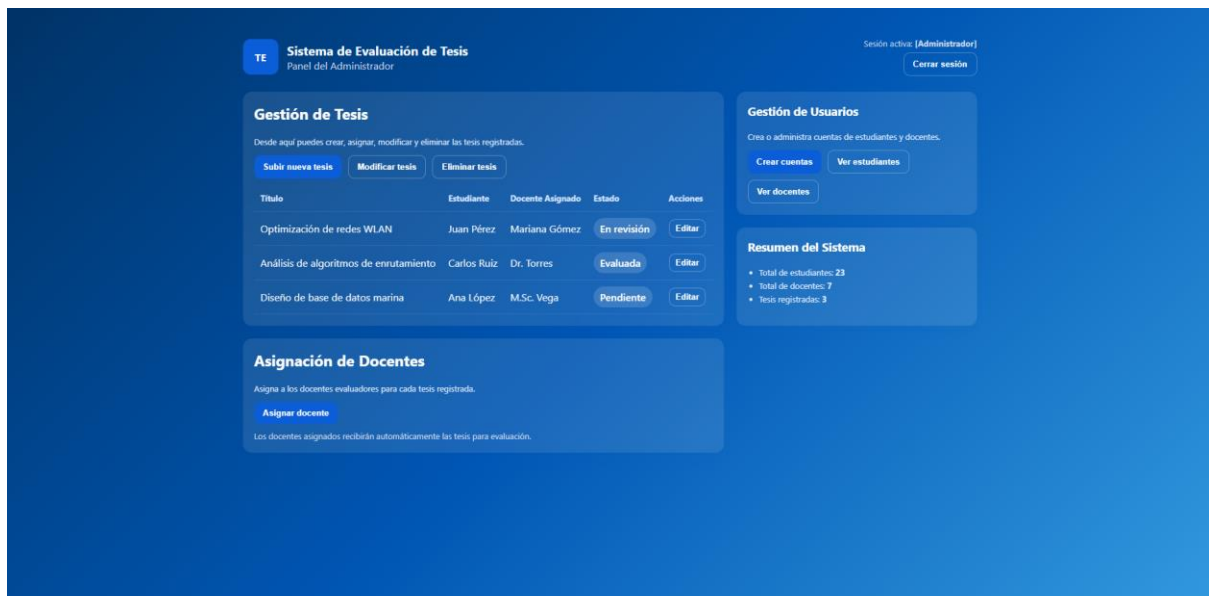 TE
Sistema de Evaluación de Tesis
Panel del Administrador
Sesión activa: [Administrador]
Cerrar sesión
Gestión de Tesis
Desde aquí puedes crear, asignar, modificar y eliminar las tesis registradas.
Subir nueva tesis Modificar tesis Eliminar tesis
Título Estudiante Docente Asignado Estado Acciones
Optimización de redes WLAN Juan Pérez Mariana Gómez En revisión Editar
Análisis de algoritmos de enrutamiento Carlos Ruiz Dr. Torres Evaluada Editar
Diseño de base de datos marina Ana López M.Sc. Vega Pendiente Editar
Asignación de Docentes
Asigna a los docentes evaluadores para cada tesis registrada.
Asignar docente
Los docentes asignados recibirán automáticamente las tesis para evaluación.
Gestión de Usuarios
Crea o administra cuentas de estudiantes y docentes.
Crear cuentas Ver estudiantes
Ver docentes
Resumen del Sistema
• Total de estudiantes: 23
• Total de docentes: 7
• Tesis registradas: 3